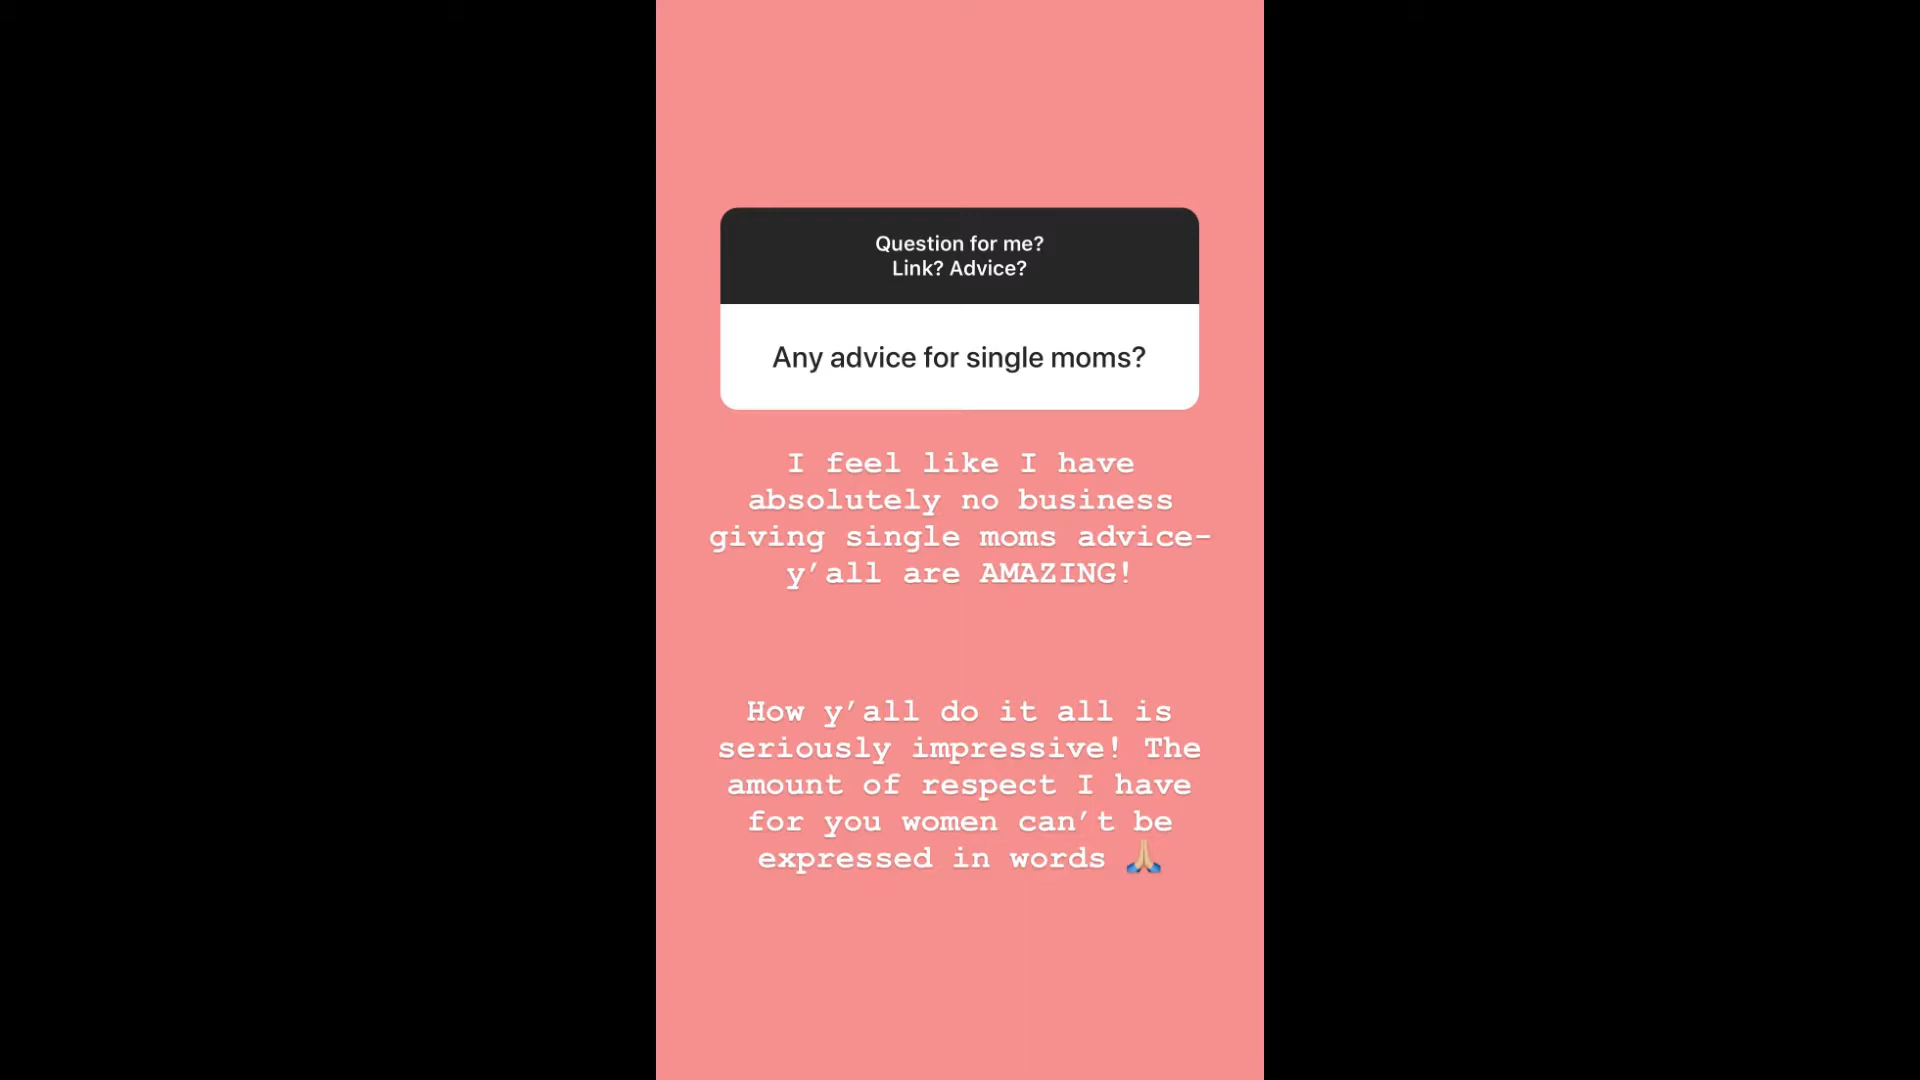 Question for me?
Link? Advice?
Any advice for single moms?
I feel like I have
absolutely no business
giving single moms advice-
y’all are AMAZING!
How y’all do it all is
seriously impressive! The
amount of respect I have
for you women can’t be
expressed in words 🙏🏼